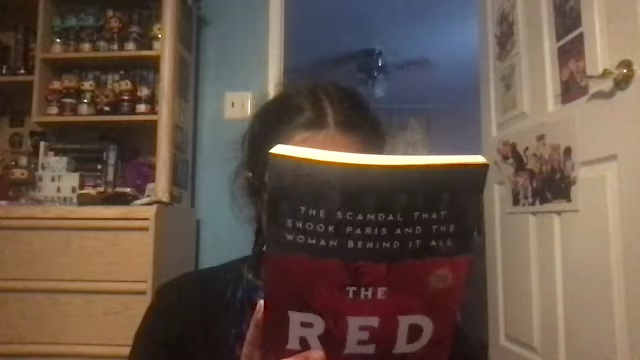 THE SCANDAL THAT
SHOOK PARIS AND THE
WOMAN BEHIND IT ALL
THE
RED